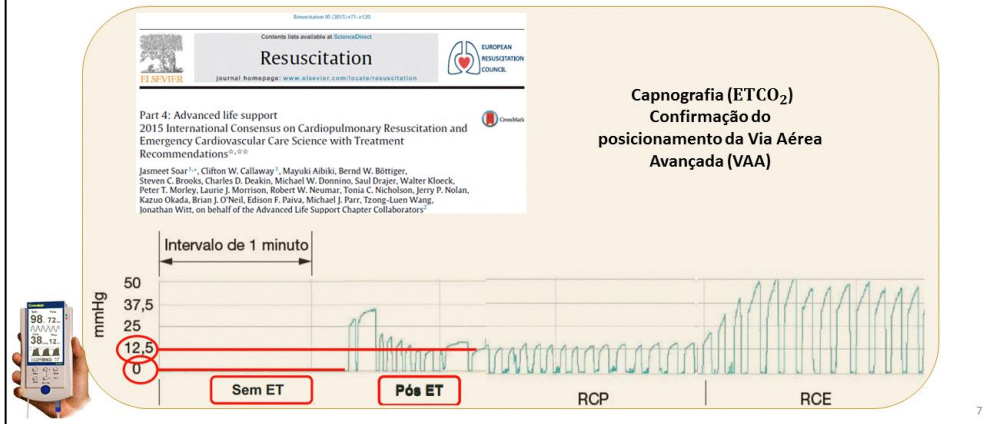 Resuscitation 95 (2015) e71–e120
Contents lists available at ScienceDirect
Resuscitation
journal homepage: www.elsevier.com/locate/resuscitation
ELSEVIER
EUROPEAN
RESUSCITATION
COUNCIL
Part 4: Advanced life support
2015 International Consensus on Cardiopulmonary Resuscitation and
Emergency Cardiovascular Care Science with Treatment
Recommendations☆,☆☆
CrossMark
Jasmeet Soar¹,*, Clifton W. Callaway¹, Mayuki Aibiki, Bernd W. Böttiger,
Steven C. Brooks, Charles D. Deakin, Michael W. Donnino, Saul Drajer, Walter Kloeck,
Peter T. Morley, Laurie J. Morrison, Robert W. Neumar, Tonia C. Nicholson, Jerry P. Nolan,
Kazuo Okada, Brian J. O'Neil, Edison F. Paiva, Michael J. Parr, Tzong-Luen Wang,
Jonathan Witt, on behalf of the Advanced Life Support Chapter Collaborators²
Capnografia (ETCO₂)
Confirmação do
posicionamento da Via Aérea
Avançada (VAA)
Intervalo de 1 minuto
mmHg
50
37,5
25
12,5
0
Sem ET
Pós ET
RCP
RCE
98 72
38 12
7